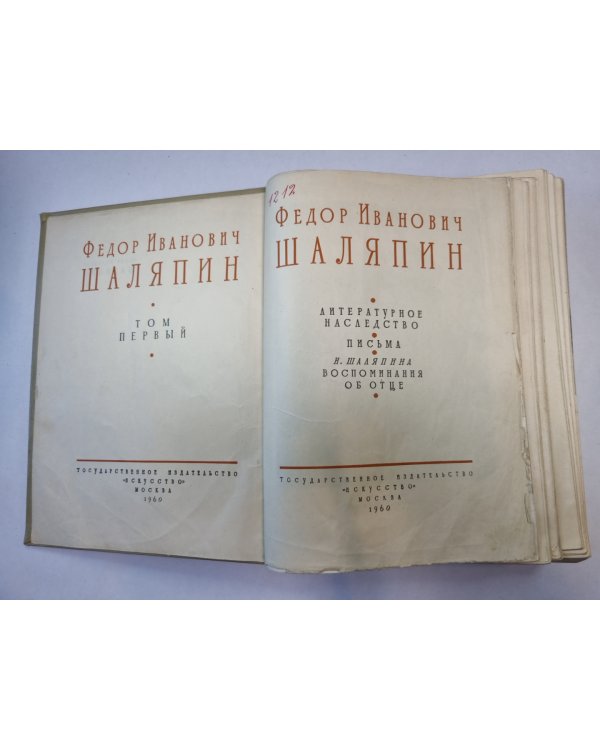 Федор Иванович
ШАЛЯПИН
ТОМ
ПЕРВЫЙ
ГОСУДАРСТВЕННОЕ ИЗДАТЕЛЬСТВО
«ИСКУССТВО»
МОСКВА
1960
1212
Федор Иванович
ШАЛЯПИН
ЛИТЕРАТУРНОЕ
НАСЛЕДСТВО
ПИСЬМА
И. ШАЛЯПИНА
ВОСПОМИНАНИЯ
ОБ ОТЦЕ
ГОСУДАРСТВЕННОЕ ИЗДАТЕЛЬСТВО
«ИСКУССТВО»
МОСКВА
1960